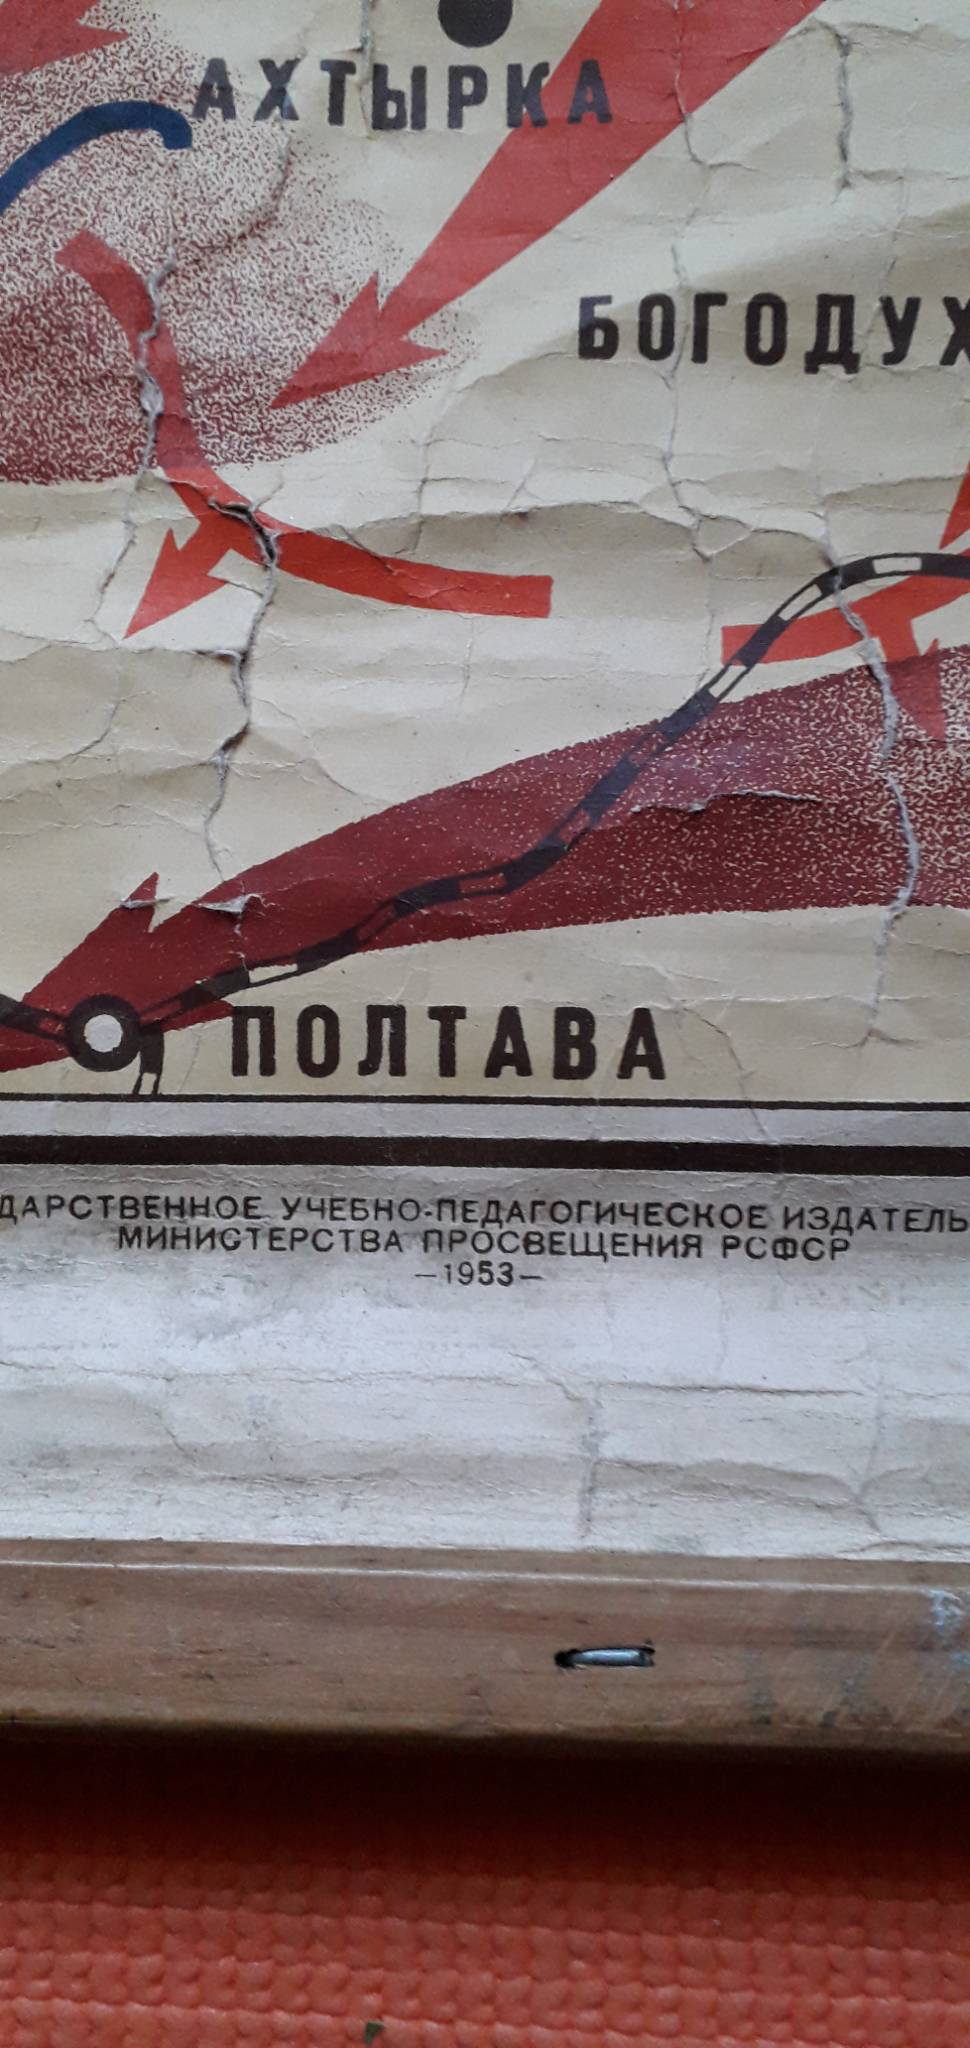 АХТЫРКА
БОГОДУХ
ПОЛТАВА
ДАРСТВЕННОЕ УЧЕБНО-ПЕДАГОГИЧЕСКОЕ ИЗДАТЕЛЬ
МИНИСТЕРСТВА ПРОСВЕЩЕНИЯ РСФСР
—1953—